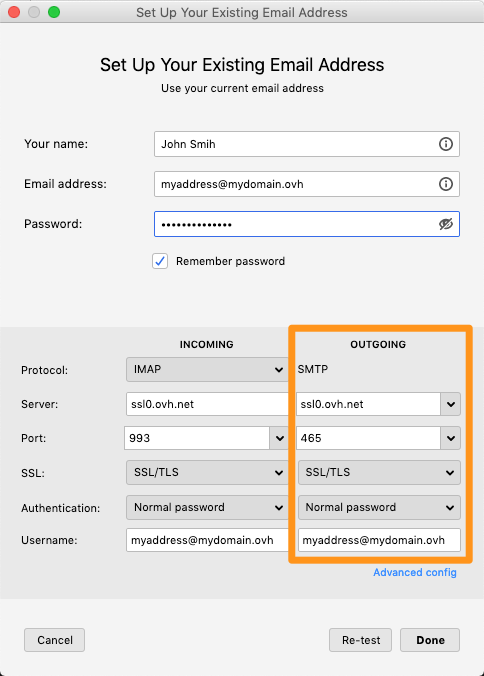 Set Up Your Existing Email Address
Set Up Your Existing Email Address
Use your current email address
Your name: John Smih
Email address: myaddress@mydomain.ovh
Password: ••••••••••••••
Remember password
INCOMING OUTGOING
Protocol: IMAP SMTP
Server: ssl0.ovh.net ssl0.ovh.net
Port: 993 465
SSL: SSL/TLS SSL/TLS
Authentication: Normal password Normal password
Username: myaddress@mydomain.ovh myaddress@mydomain.ovh
Advanced config
Cancel Re-test Done